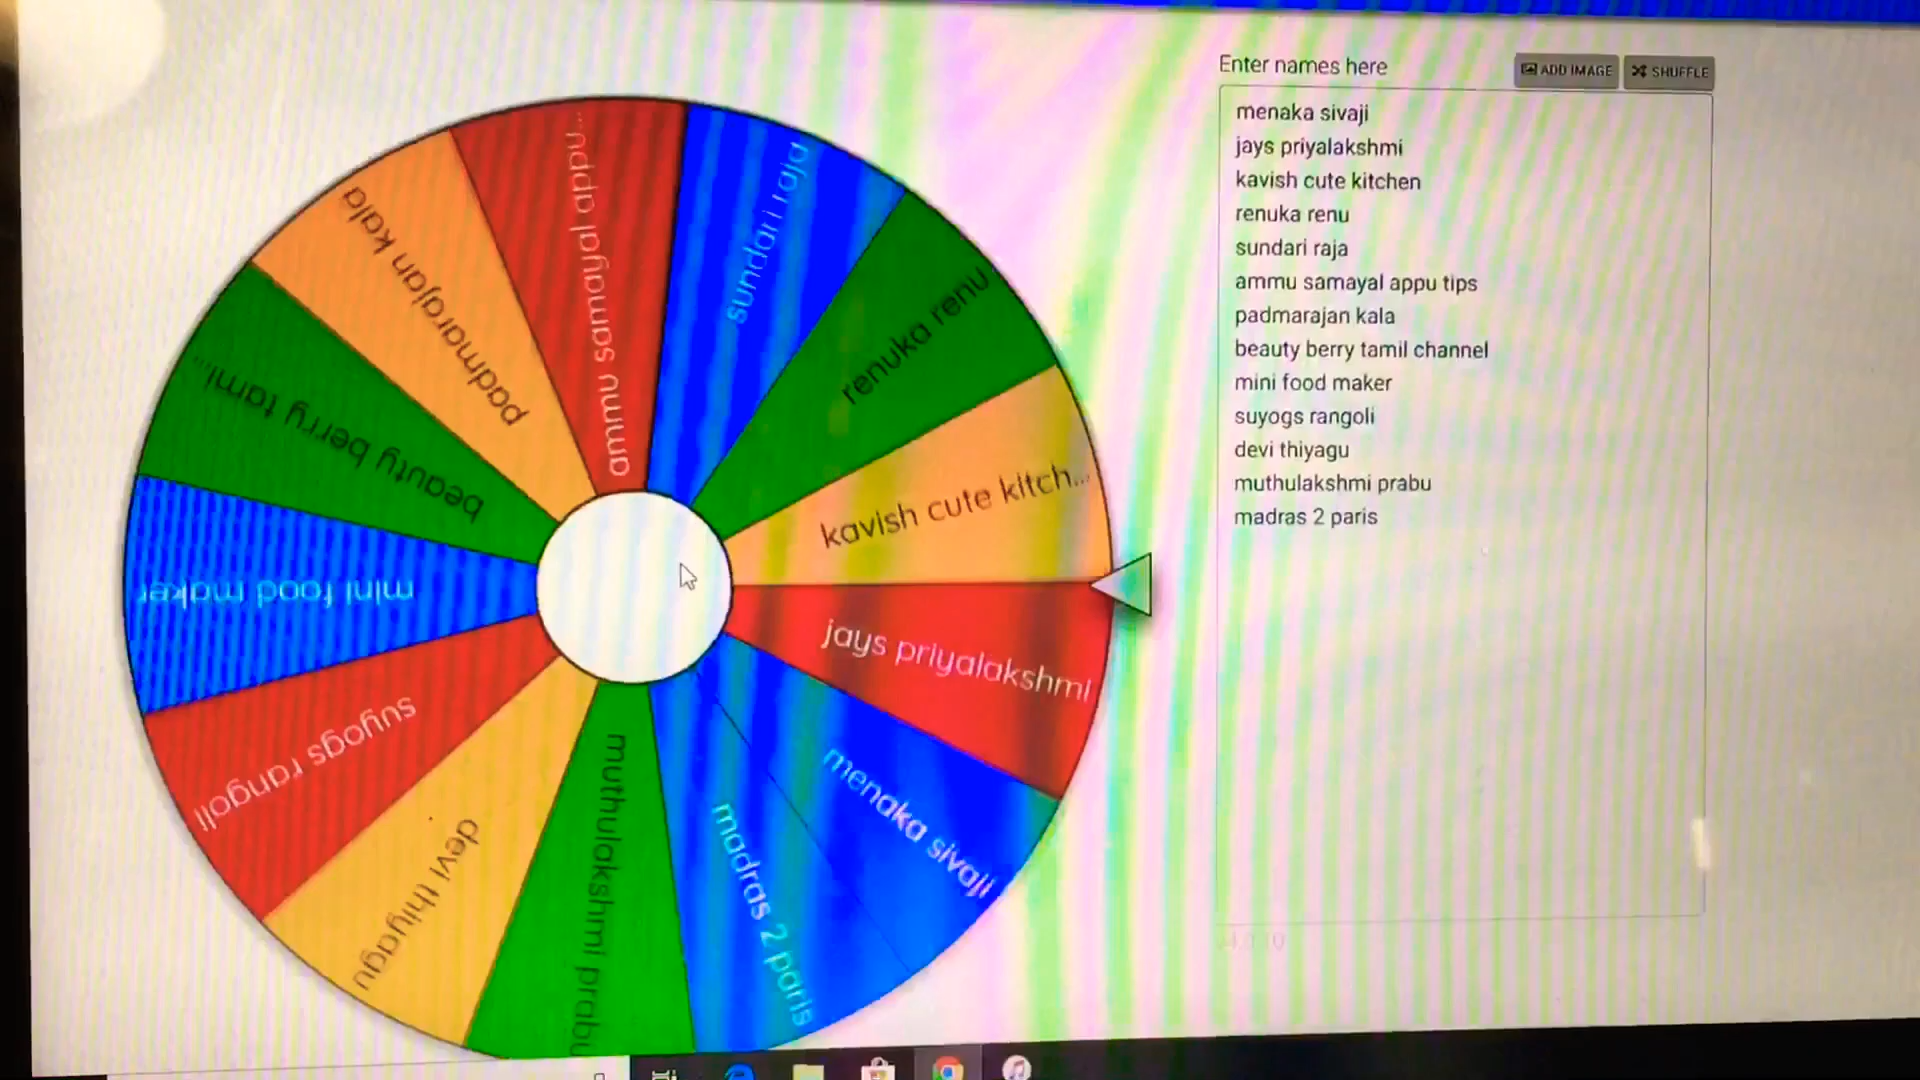 Enter names here
ADD IMAGE
SHUFFLE
menaka sivaji
jays priyalakshmi
kavish cute kitchen
renuka renu
sundari raja
ammu samayal appu tips
padmarajan kala
beauty berry tamil channel
mini food maker
suyogs rangoli
devi thiyagu
muthulakshmi prabu
madras 2 paris
ammu samayal appu...
sundari raja
renuka renu
kavish cute kitch...
jays priyalakshmi
menaka sivaji
madras 2 paris
muthulakshmi prabu
devi thiyagu
suyogs rangoli
mini food maker
beauty berry tami...
padmarajan kala